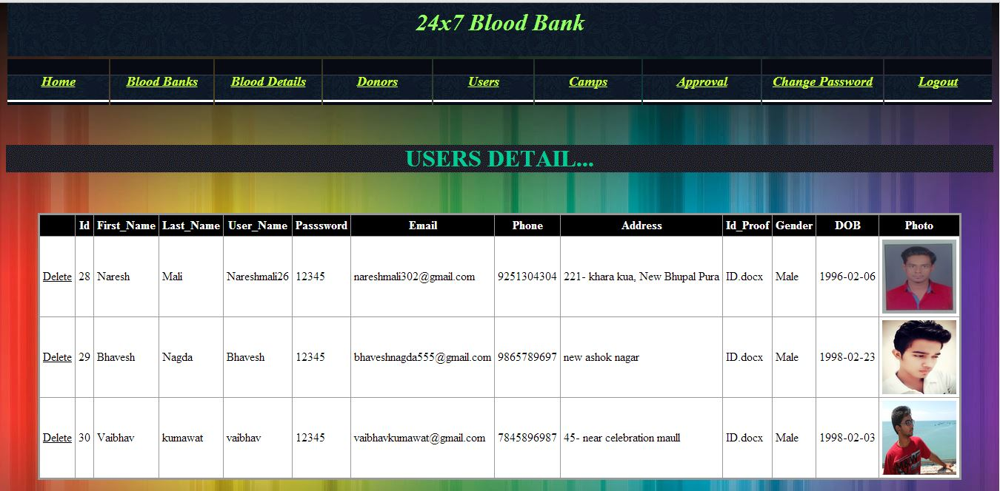 24x7 Blood Bank
Home Blood Banks Blood Details Donors Users Camps Approval Change Password Logout
USERS DETAIL...
Id First_Name Last_Name User_Name Passsword Email Phone Address Id_Proof Gender DOB Photo
Delete 28 Naresh Mali Nareshmali26 12345 nareshmali302@gmail.com 9251304304 221- khara kua, New Bhupal Pura ID.docx Male 1996-02-06
Delete 29 Bhavesh Nagda Bhavesh 12345 bhaveshnagda555@gmail.com 9865789697 new ashok nagar ID.docx Male 1998-02-23
Delete 30 Vaibhav kumawat vaibhav 12345 vaibhavkumawat@gmail.com 7845896987 45- near celebration maull ID.docx Male 1998-02-03